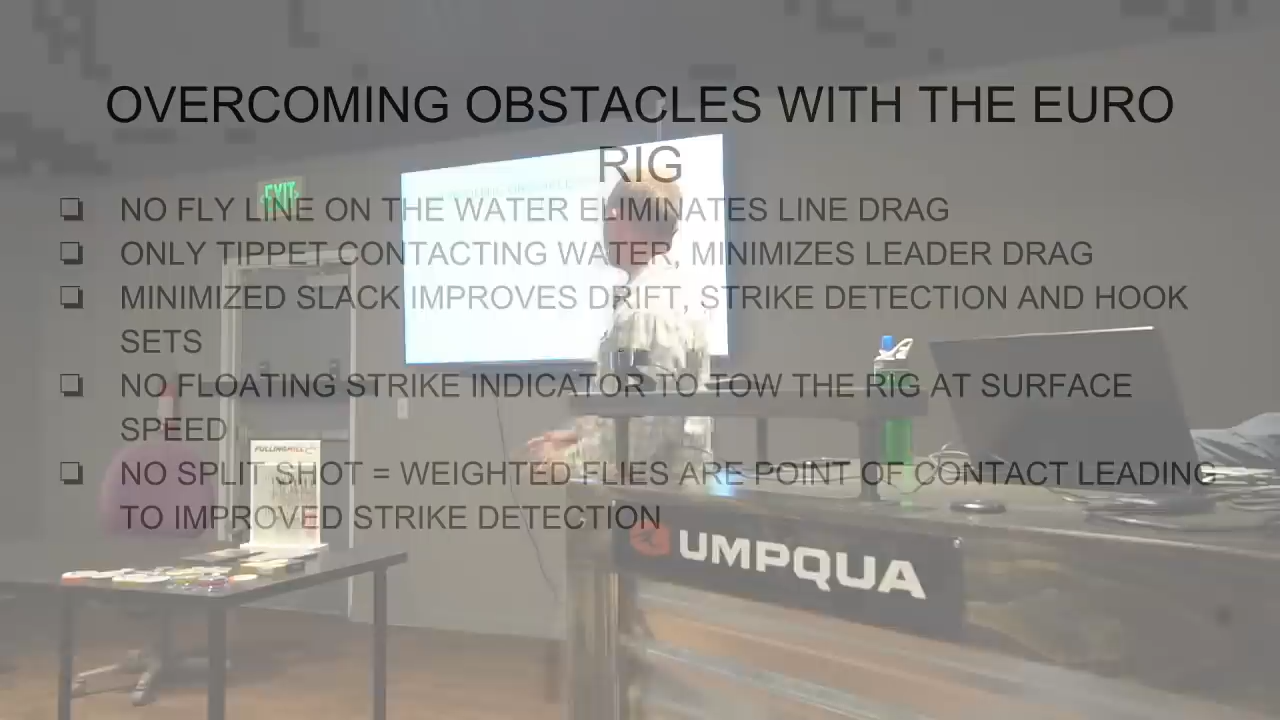 OVERCOMING OBSTACLES WITH THE EURO
RIG
EXIT
❏ NO FLY LINE ON THE WATER ELIMINATES LINE DRAG
❏ ONLY TIPPET CONTACTING WATER, MINIMIZES LEADER DRAG
❏ MINIMIZED SLACK IMPROVES DRIFT, STRIKE DETECTION AND HOOK
SETS
❏ NO FLOATING STRIKE INDICATOR TO TOW THE RIG AT SURFACE
SPEED
❏ NO SPLIT SHOT = WEIGHTED FLIES ARE POINT OF CONTACT LEADING
TO IMPROVED STRIKE DETECTION
UMPQUA